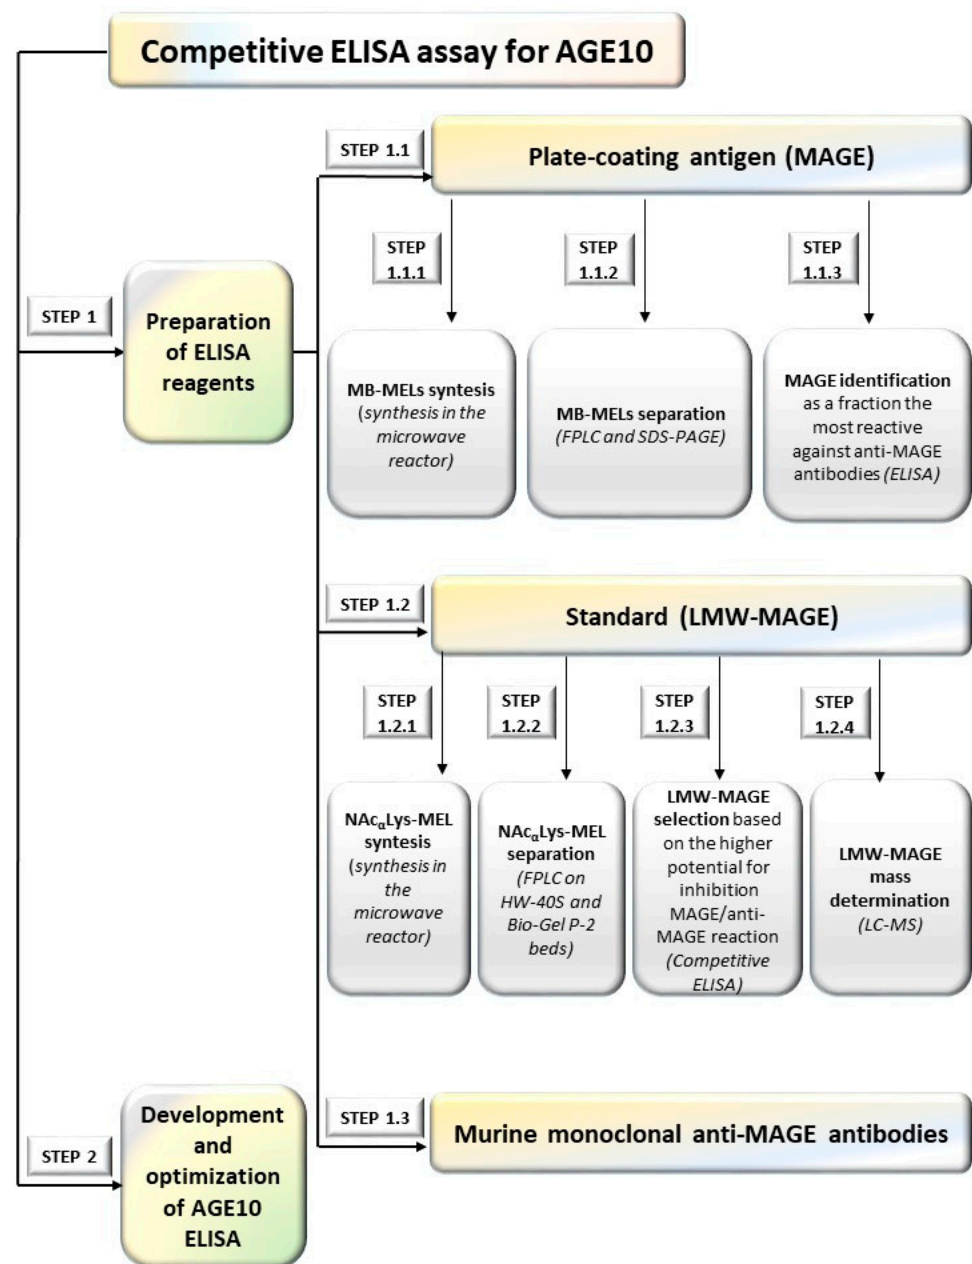 Competitive ELISA assay for AGE10
STEP 1.1
Plate-coating antigen (MAGE)
STEP
1.1.1
STEP
1.1.2
STEP
1.1.3
STEP 1
Preparation
of ELISA
reagents
MB-MELs syntesis
(synthesis in the
microwave
reactor)
MB-MELs separation
(FPLC and SDS-PAGE)
MAGE identification
as a fraction the
most reactive
against anti-MAGE
antibodies (ELISA)
STEP 1.2
Standard (LMW-MAGE)
STEP
1.2.1
STEP
1.2.2
STEP
1.2.3
STEP
1.2.4
NAcαLys-MEL
syntesis
(synthesis in
the
microwave
reactor)
NAcαLys-MEL
separation
(FPLC on
HW-40S and
Bio-Gel P-2
beds)
LMW-MAGE
selection based
on the higher
potential for
inhibition
MAGE/anti-
MAGE reaction
(Competitive
ELISA)
LMW-MAGE
mass
determination
(LC-MS)
STEP 1.3
Murine monoclonal anti-MAGE antibodies
STEP 2
Development
and
optimization
of AGE10
ELISA